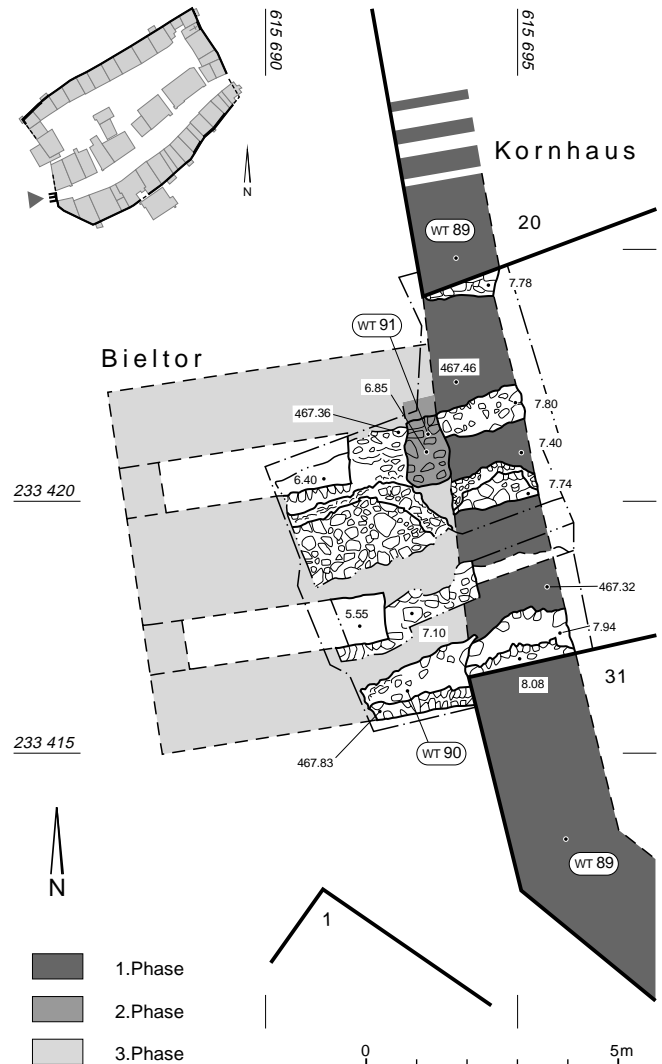 615 690
615 695
N
Kornhaus
20
WT 89
7.78
WT 91
Bieltor
467.46
6.85
467.36
7.80
7.40
7.74
6.40
233 420
467.32
5.55
7.10
7.94
8.08
31
233 415
467.83
WT 90
WT 89
N
1
1.Phase
2.Phase
3.Phase
0
5m